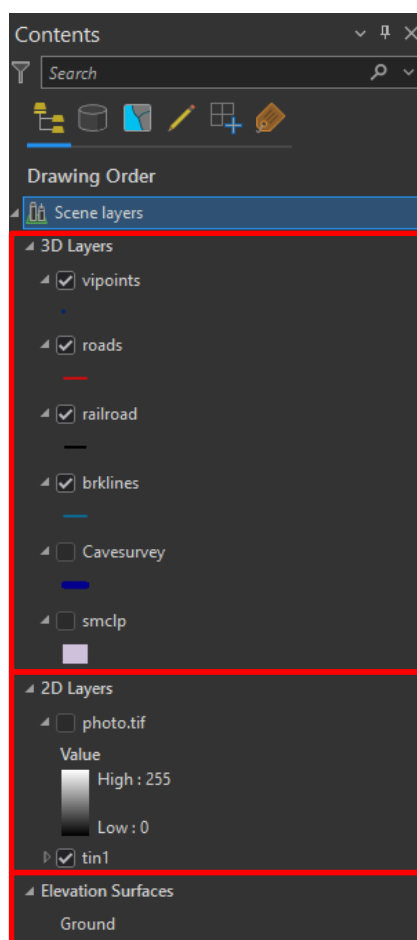 Contents
Search
Drawing Order
Scene layers
3D Layers
vipoints
roads
railroad
brklines
Cavesurvey
smclp
2D Layers
photo.tif
Value
High : 255
Low : 0
tin1
Elevation Surfaces
Ground